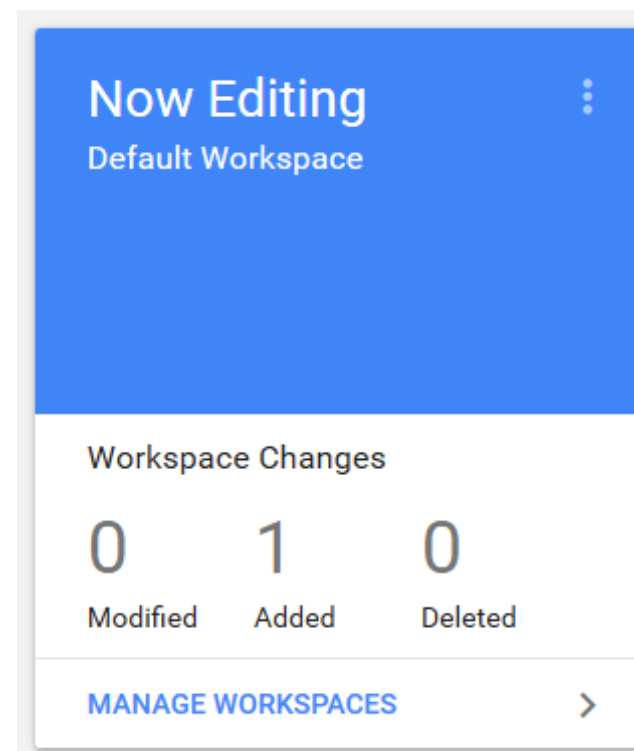 Now Editing
Default Workspace
Workspace Changes
0 1 0
Modified Added Deleted
MANAGE WORKSPACES